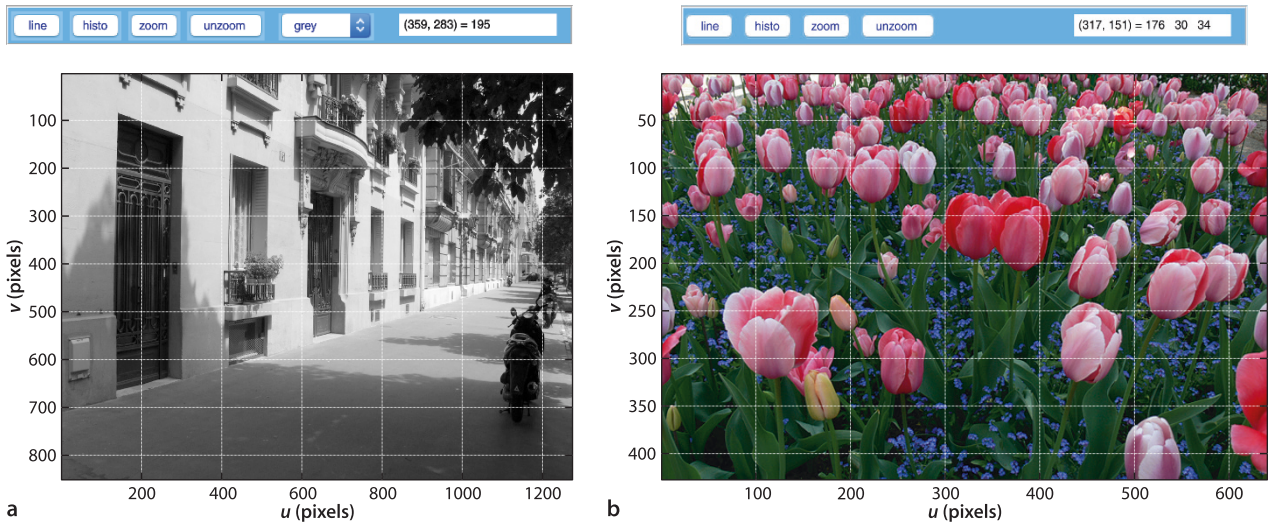 line histo zoom unzoom grey (359, 283) = 195
v (pixels)
100
200
300
400
500
600
700
800
200 400 600 800 1000 1200
u (pixels)
a
line histo zoom unzoom (317, 151) = 176 30 34
v (pixels)
50
100
150
200
250
300
350
400
100 200 300 400 500 600
u (pixels)
b